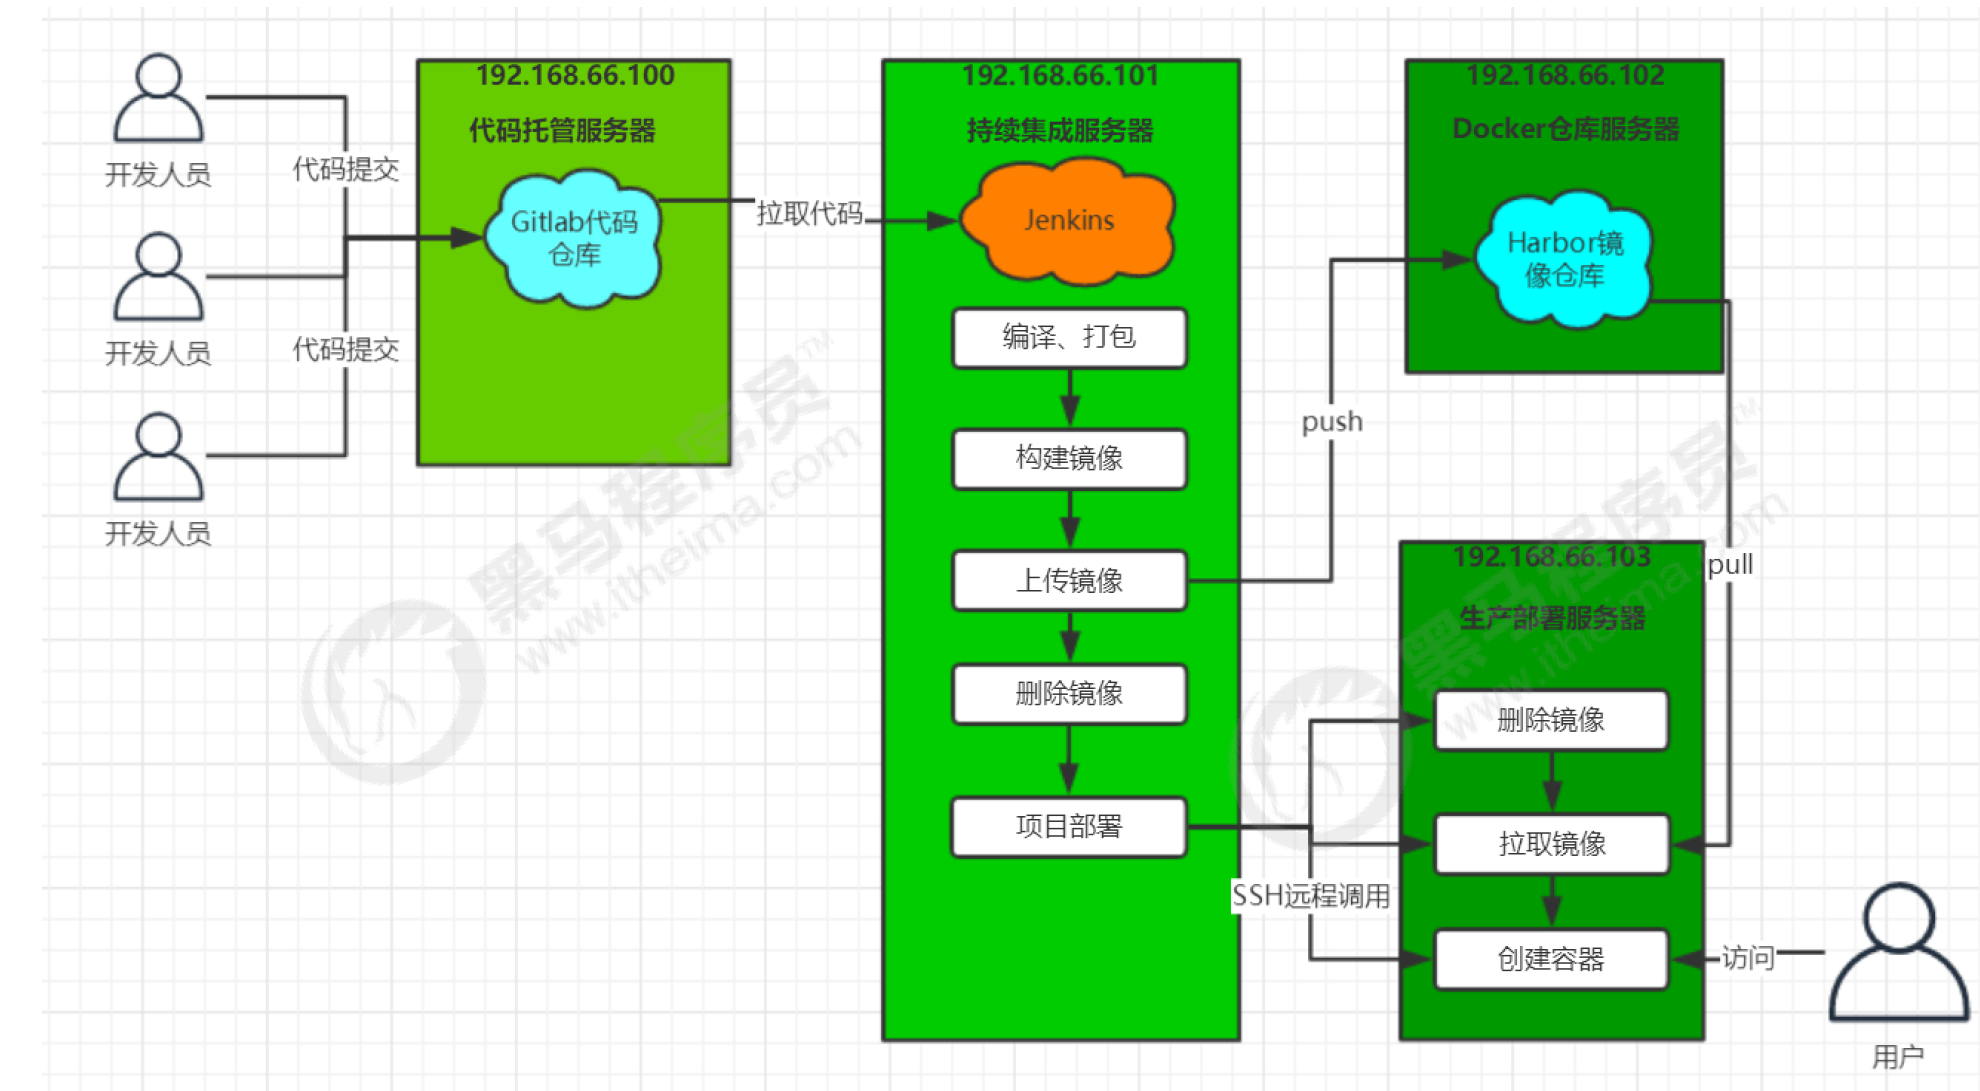 开发人员
代码提交
开发人员
代码提交
开发人员
192.168.66.100
代码托管服务器
Gitlab代码
仓库
拉取代码
192.168.66.101
持续集成服务器
Jenkins
编译、打包
构建镜像
上传镜像
删除镜像
项目部署
push
192.168.66.102
Docker仓库服务器
Harbor镜
像仓库
pull
SSH远程调用
192.168.66.103
生产部署服务器
删除镜像
拉取镜像
创建容器
访问
用户
黑马程序员™
www.itheima.com
黑马程序员™
www.itheima.com